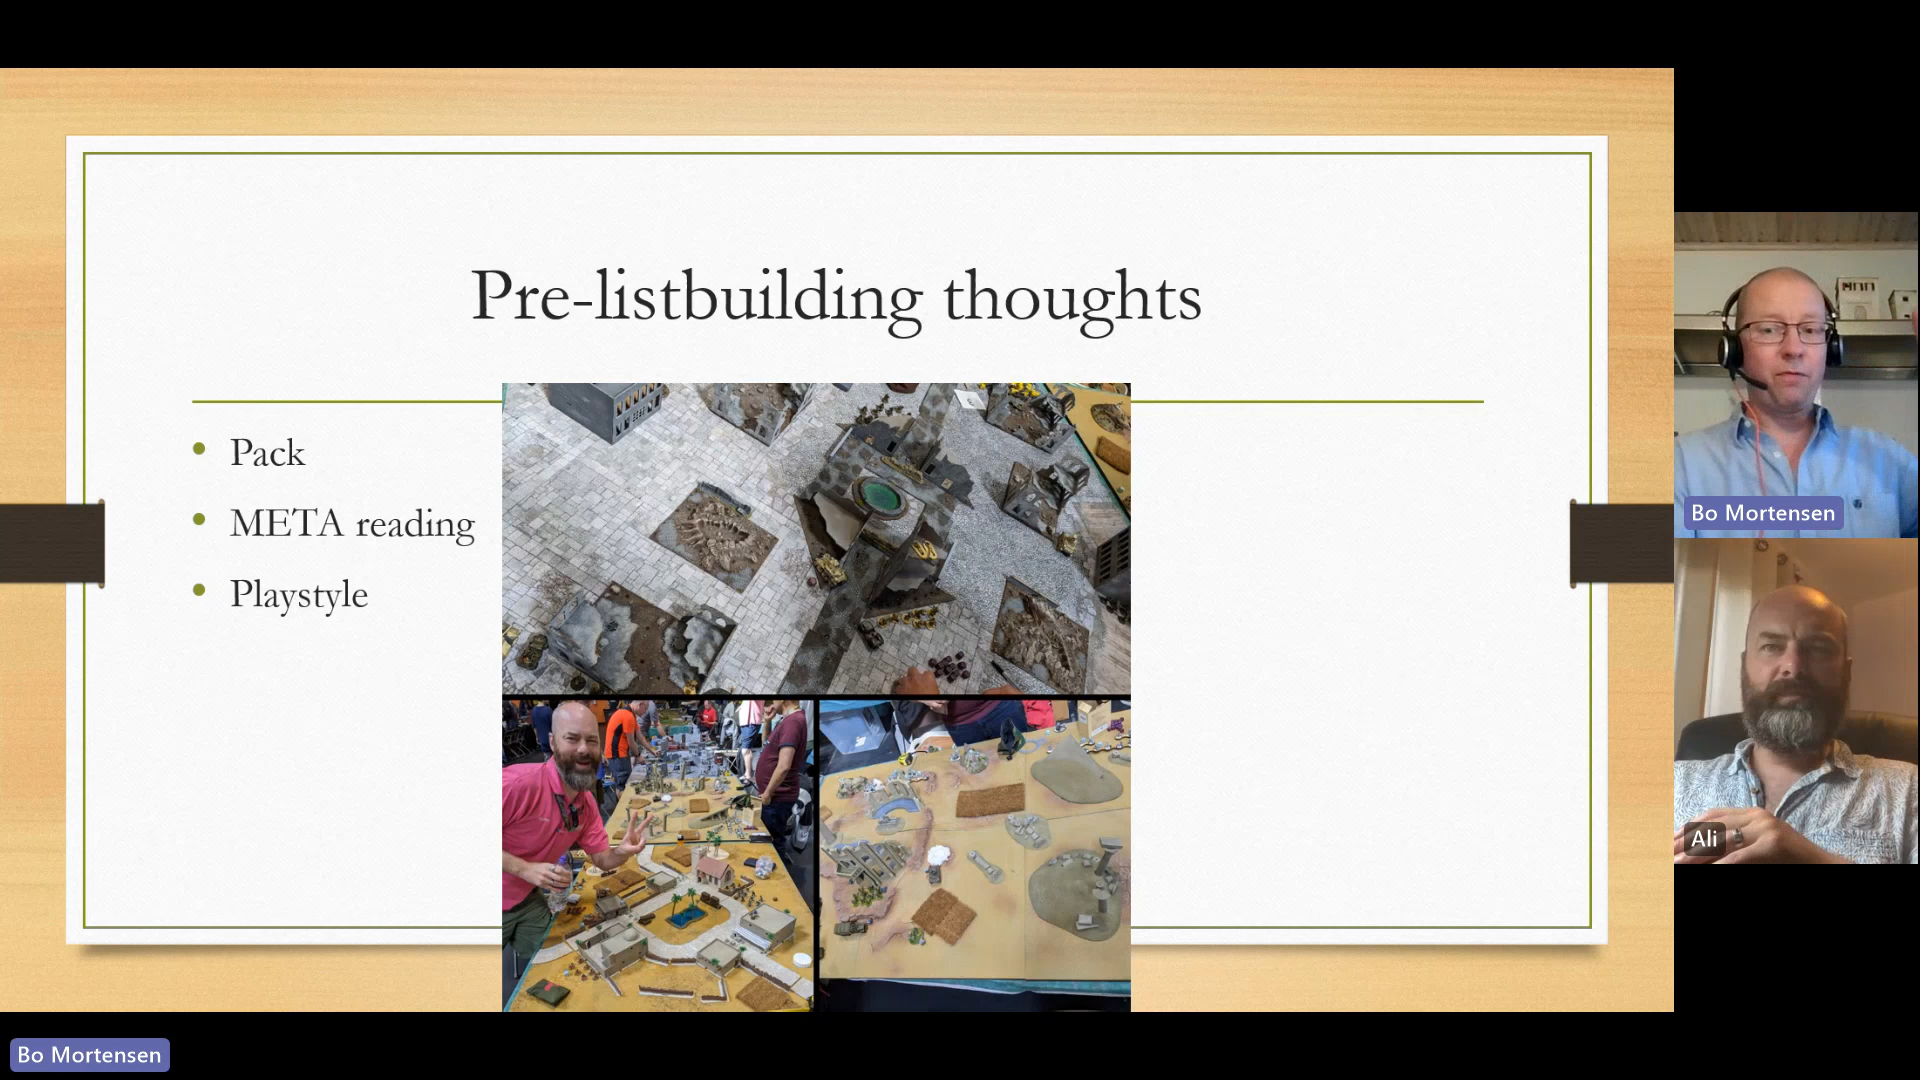 Pre-listbuilding thoughts
Pack
META reading
Playstyle
Bo Mortensen
Ali
Bo Mortensen